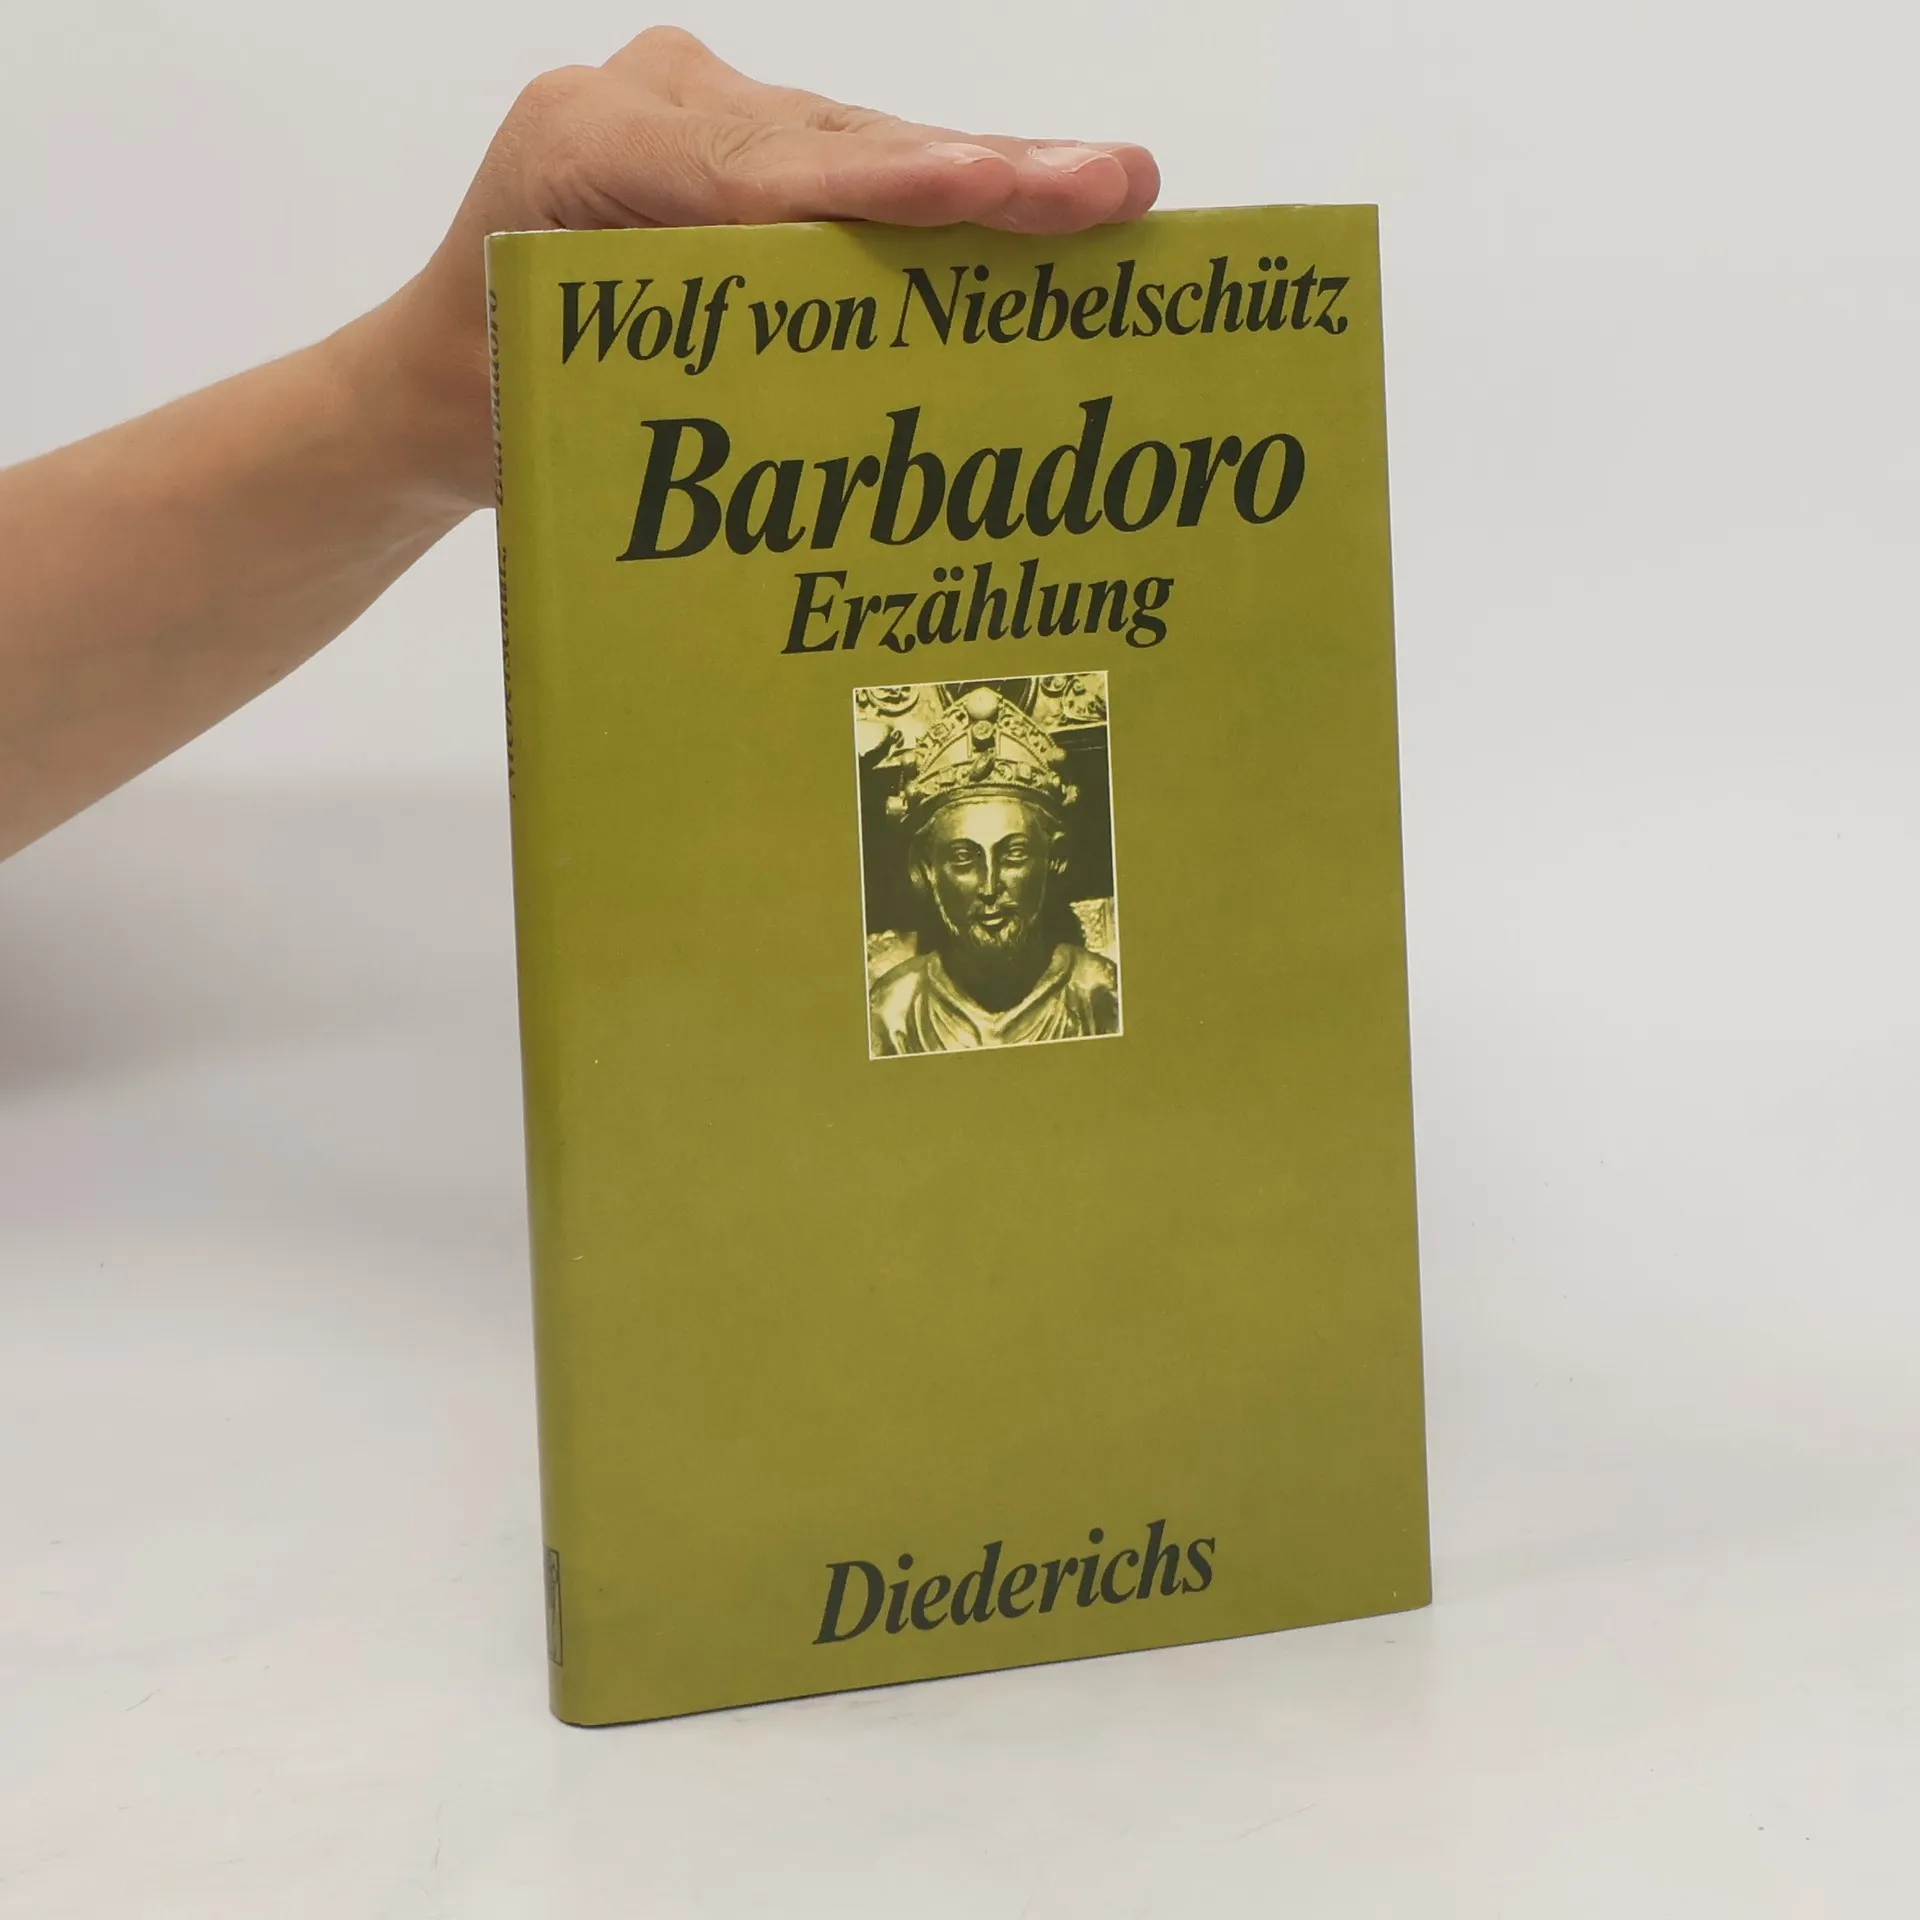 Wolf von Niebelschütz
Barbadoro
Erzählung
Diederichs